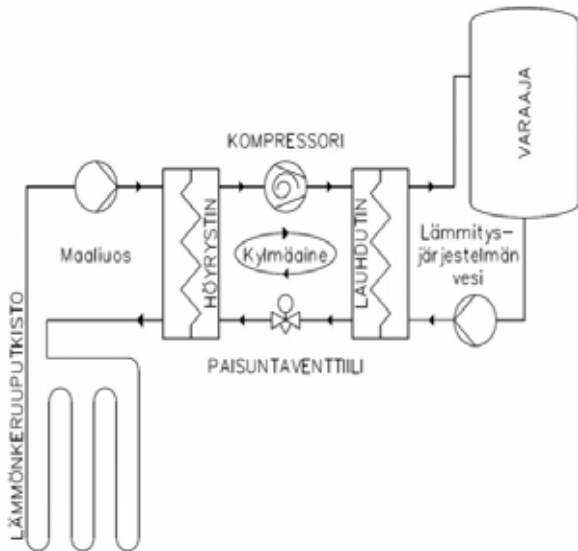 VARAAJA
KOMPRESSORI
Maaliuos
HÖYRYSTIN
Kylmäaine
LAUHDUTIN
Lämmitys-
järjestelmän
vesi
PAISUNTAVENTTIILI
LÄMMÖNKERUUPUTKISTO